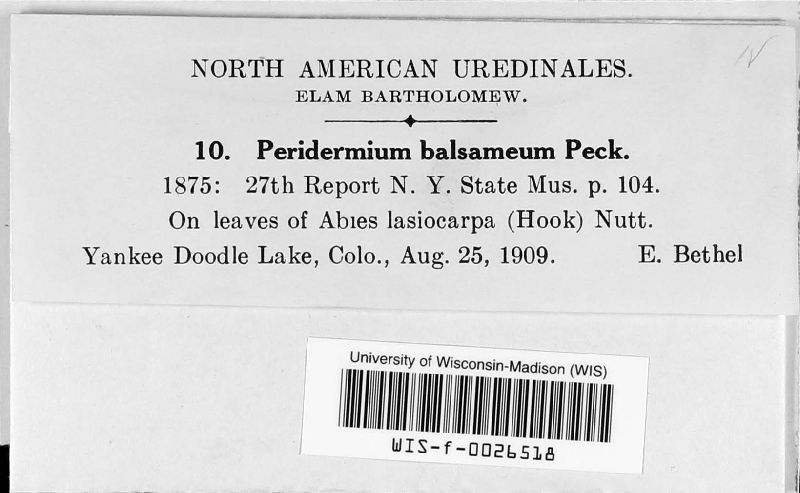 NORTH AMERICAN UREDINALES.
ELAM BARTHOLOMEW.
10. Peridermium balsameum Peck.
1875: 27th Report N. Y. State Mus. p. 104.
On leaves of Abies lasiocarpa (Hook) Nutt.
Yankee Doodle Lake, Colo., Aug. 25, 1909. E. Bethel
University of Wisconsin-Madison (WIS)
WIS-f-0026518